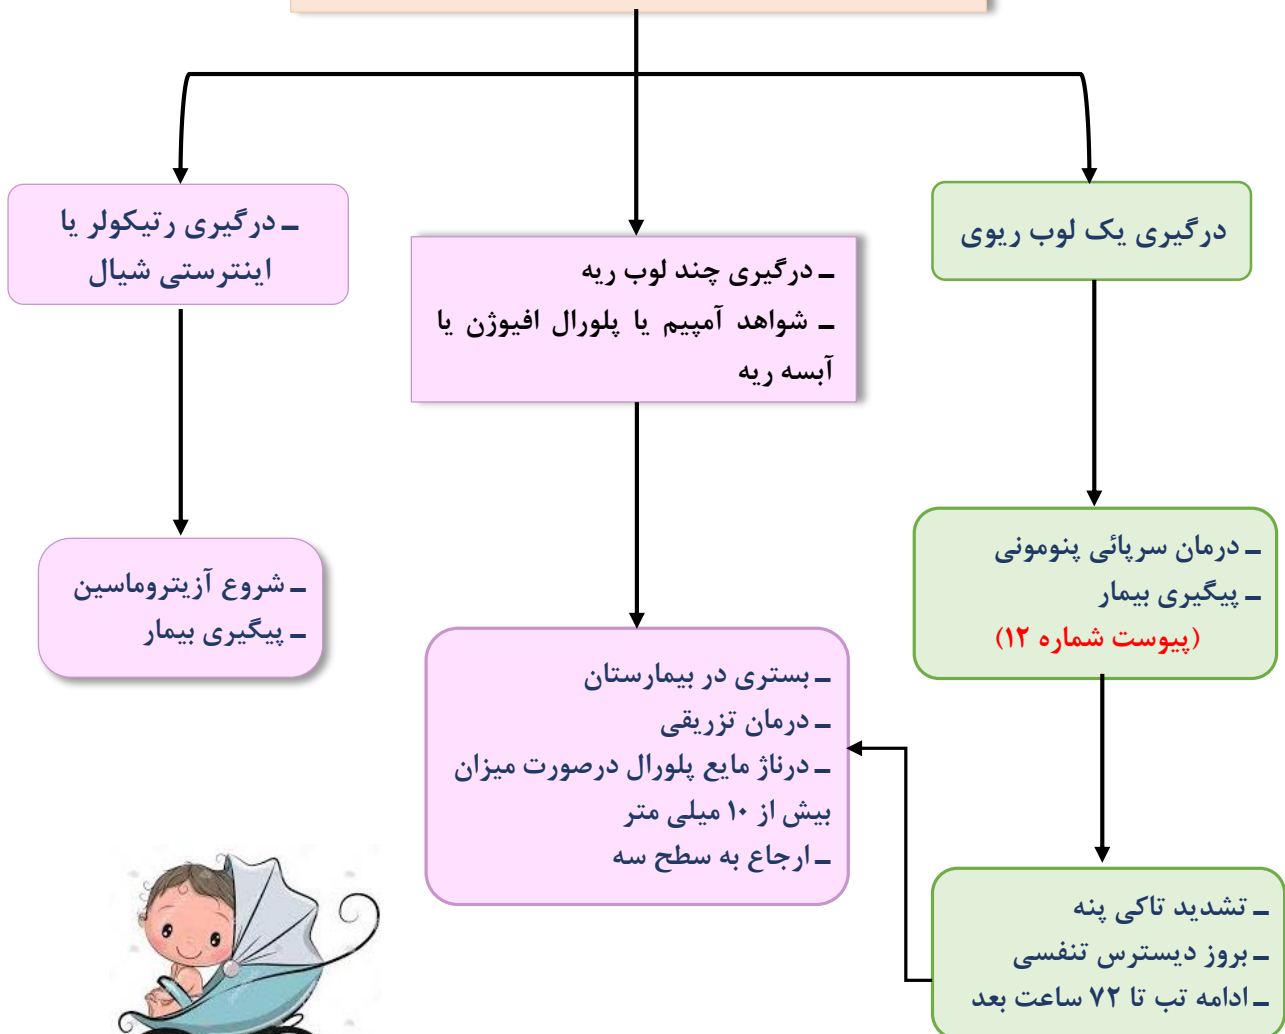 درگیری یک لوب ریوی
ـ درگیری چند لوب ریه
ـ شواهد آمپیم یا پلورال افیوژن یا
آبسه ریه
ـ درگیری رتیکولر یا
اینترستی شیال
ـ درمان سرپائی پنومونی
ـ پیگیری بیمار
(پیوست شماره ۱۲)
ـ شروع آزیتروماسین
ـ پیگیری بیمار
ـ بستری در بیمارستان
ـ درمان تزریقی
ـ درناژ مایع پلورال درصورت میزان
بیش از ۱۰ میلی متر
ـ ارجاع به سطح سه
ـ تشدید تاکی پنه
ـ بروز دیسترس تنفسی
ـ ادامه تب تا ۷۲ ساعت بعد